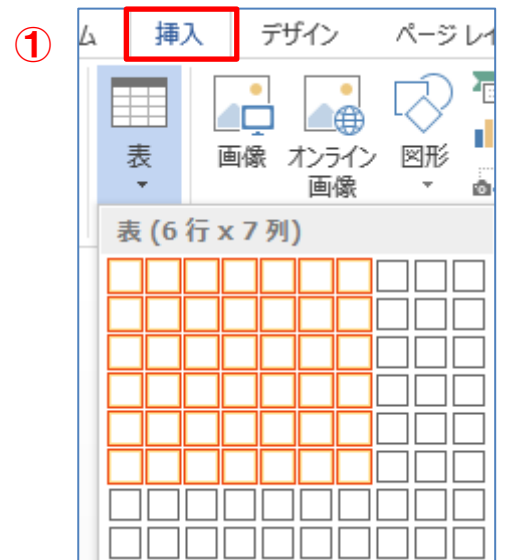 ①
ム 挿入 デザイン ページ レイ
表 画像 オンライン 図形
画像
表 (6 行 x 7 列)